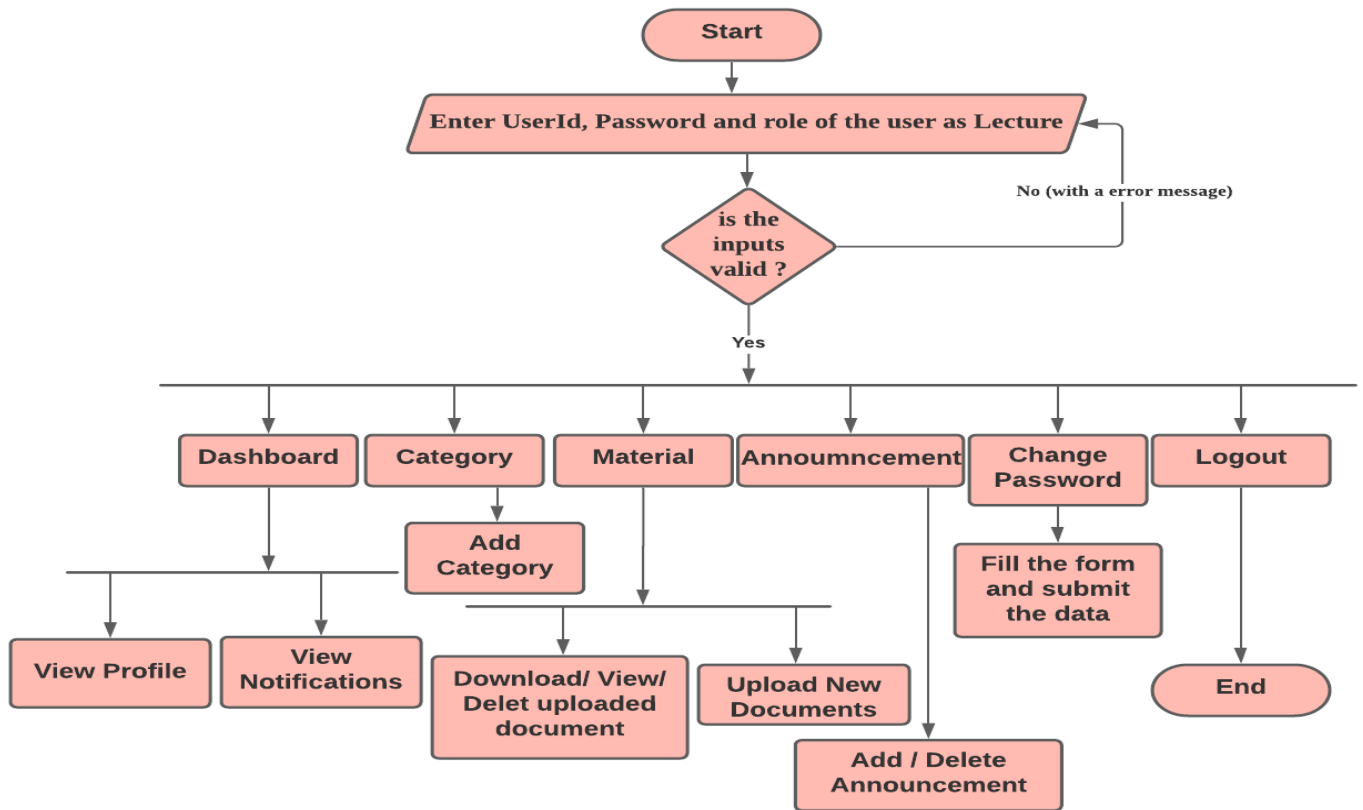 Start
Enter UserId, Password and role of the user as Lecture
No (with a error message)
is the
inputs
valid ?
Yes
Dashboard
Category
Material
Annoumncement
Change
Password
Logout
Add
Category
Fill the form
and submit
the data
View Profile
View
Notifications
Download/ View/
Delet uploaded
document
Upload New
Documents
End
Add / Delete
Announcement